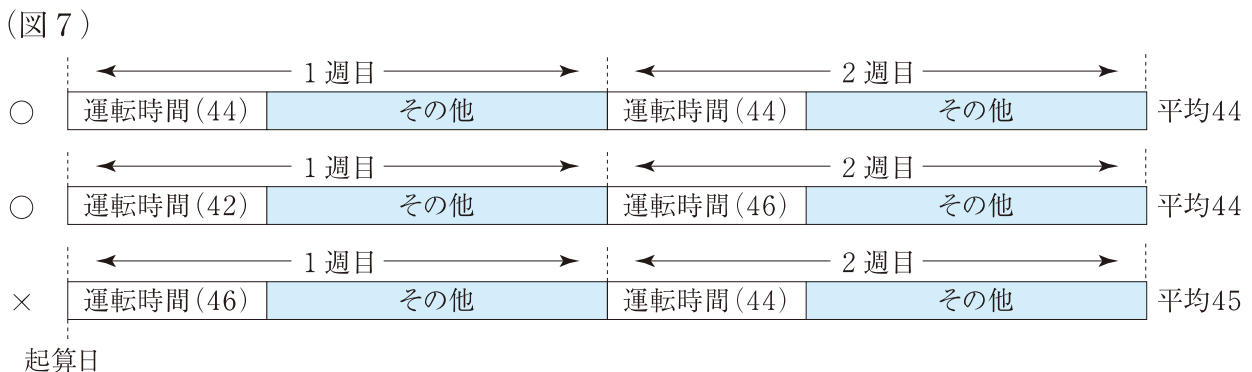 (図7)
1週目 2週目
○ 運転時間(44) その他 運転時間(44) その他 平均44
1週目 2週目
○ 運転時間(42) その他 運転時間(46) その他 平均44
1週目 2週目
× 運転時間(46) その他 運転時間(44) その他 平均45
起算日